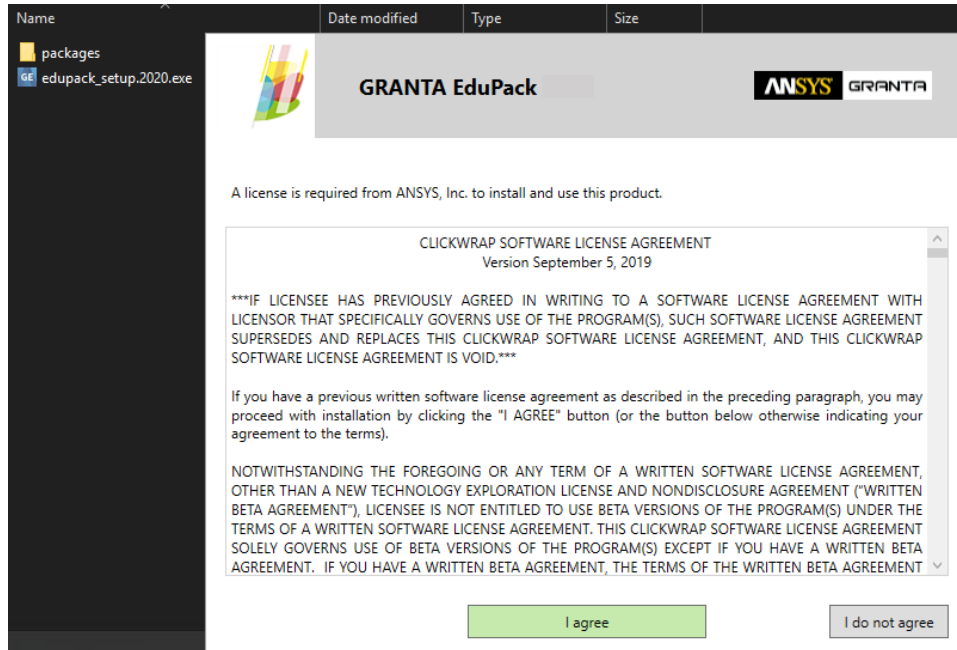 Name Date modified Type Size
packages
GE edupack_setup.2020.exe
GRANTA EduPack
ANSYS GRANTA
A license is required from ANSYS, Inc. to install and use this product.
CLICKWRAP SOFTWARE LICENSE AGREEMENT
Version September 5, 2019
***IF LICENSEE HAS PREVIOUSLY AGREED IN WRITING TO A SOFTWARE LICENSE AGREEMENT WITH
LICENSOR THAT SPECIFICALLY GOVERNS USE OF THE PROGRAM(S), SUCH SOFTWARE LICENSE AGREEMENT
SUPERSEDES AND REPLACES THIS CLICKWRAP SOFTWARE LICENSE AGREEMENT, AND THIS CLICKWRAP
SOFTWARE LICENSE AGREEMENT IS VOID.***
If you have a previous written software license agreement as described in the preceding paragraph, you may
proceed with installation by clicking the "I AGREE" button (or the button below otherwise indicating your
agreement to the terms).
NOTWITHSTANDING THE FOREGOING OR ANY TERM OF A WRITTEN SOFTWARE LICENSE AGREEMENT,
OTHER THAN A NEW TECHNOLOGY EXPLORATION LICENSE AND NONDISCLOSURE AGREEMENT ("WRITTEN
BETA AGREEMENT"), LICENSEE IS NOT ENTITLED TO USE BETA VERSIONS OF THE PROGRAM(S) UNDER THE
TERMS OF A WRITTEN SOFTWARE LICENSE AGREEMENT. THIS CLICKWRAP SOFTWARE LICENSE AGREEMENT
SOLELY GOVERNS USE OF BETA VERSIONS OF THE PROGRAM(S) EXCEPT IF YOU HAVE A WRITTEN BETA
AGREEMENT. IF YOU HAVE A WRITTEN BETA AGREEMENT, THE TERMS OF THE WRITTEN BETA AGREEMENT
I agree I do not agree